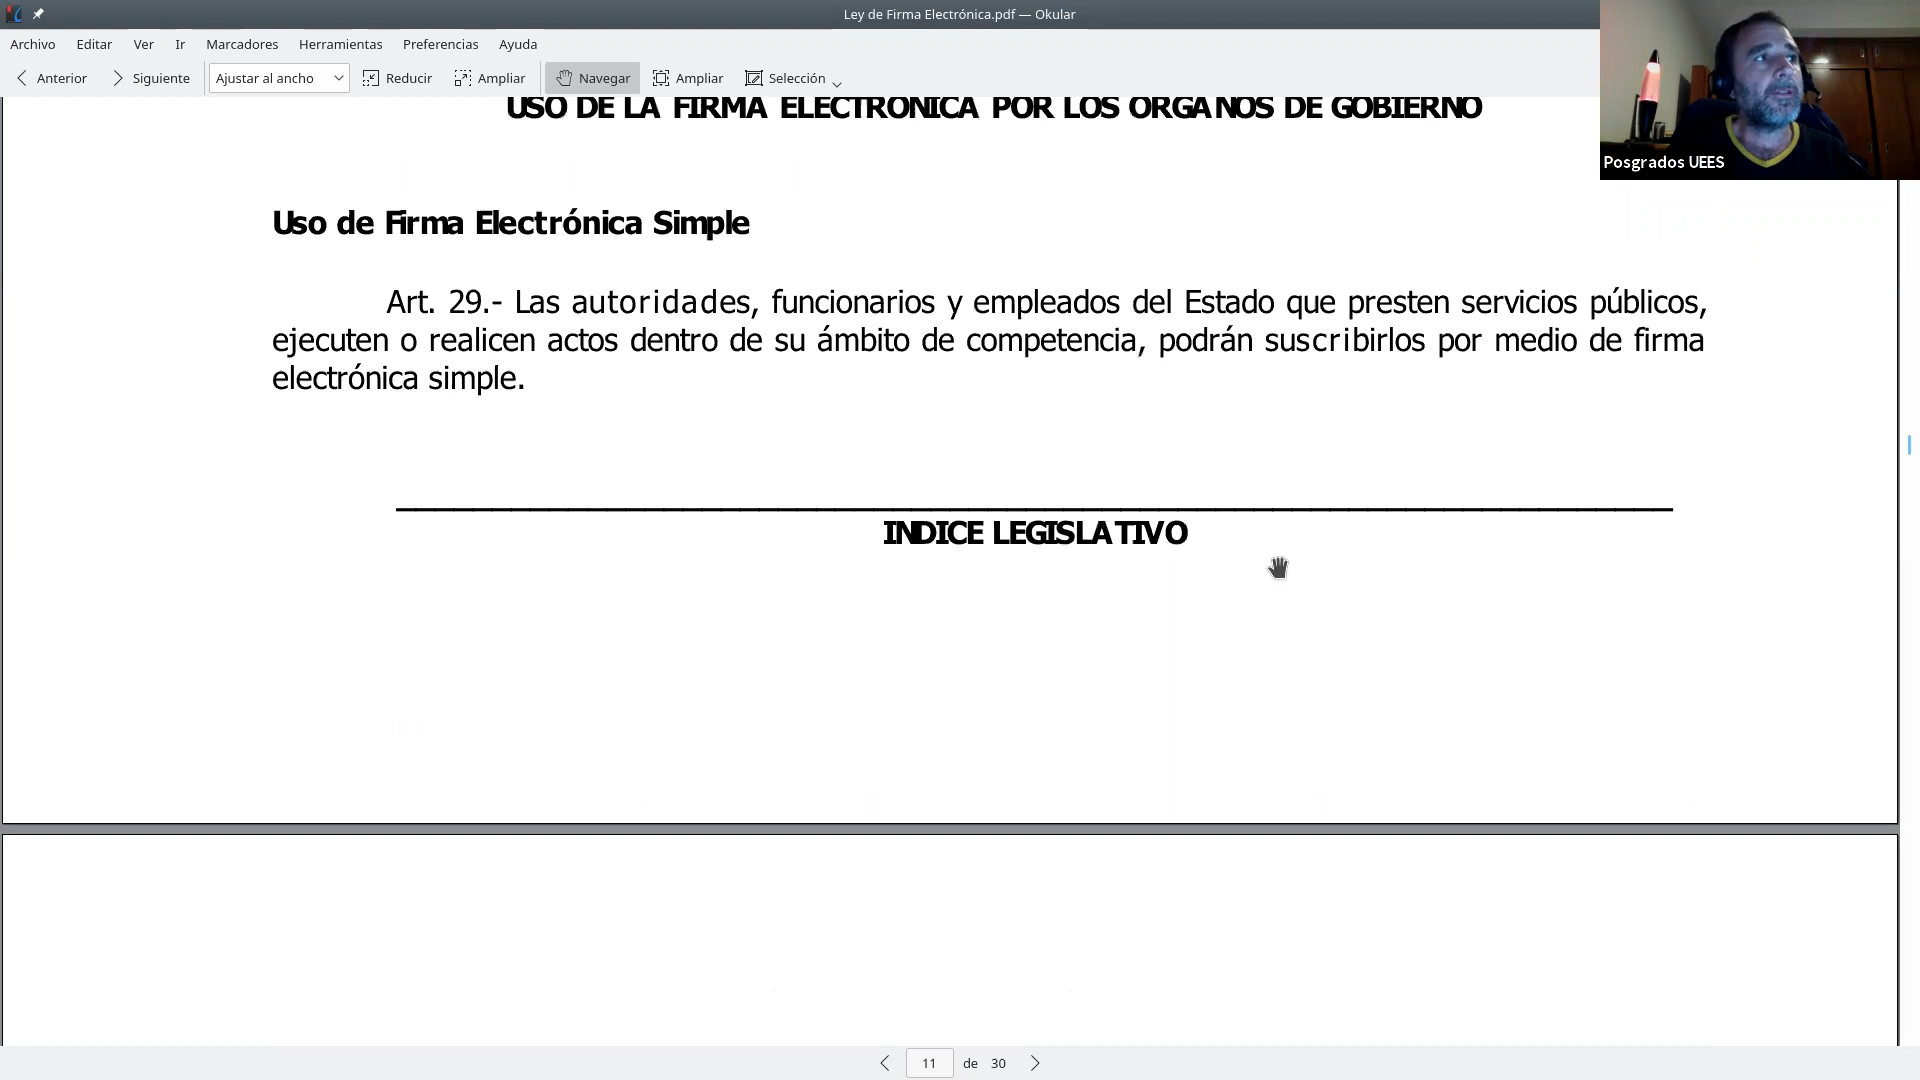 Ley de Firma Electrónica.pdf — Okular
Archivo Editar Ver Ir Marcadores Herramientas Preferencias Ayuda
Anterior Siguiente Ajustar al ancho Reducir Ampliar Navegar Ampliar Selección
USO DE LA FIRMA ELECTRONICA POR LOS ORGANOS DE GOBIERNO
Posgrados UEES
Uso de Firma Electrónica Simple
Art. 29.- Las autoridades, funcionarios y empleados del Estado que presten servicios públicos,
ejecuten o realicen actos dentro de su ámbito de competencia, podrán suscribirlos por medio de firma
electrónica simple.
INDICE LEGISLATIVO
11 de 30